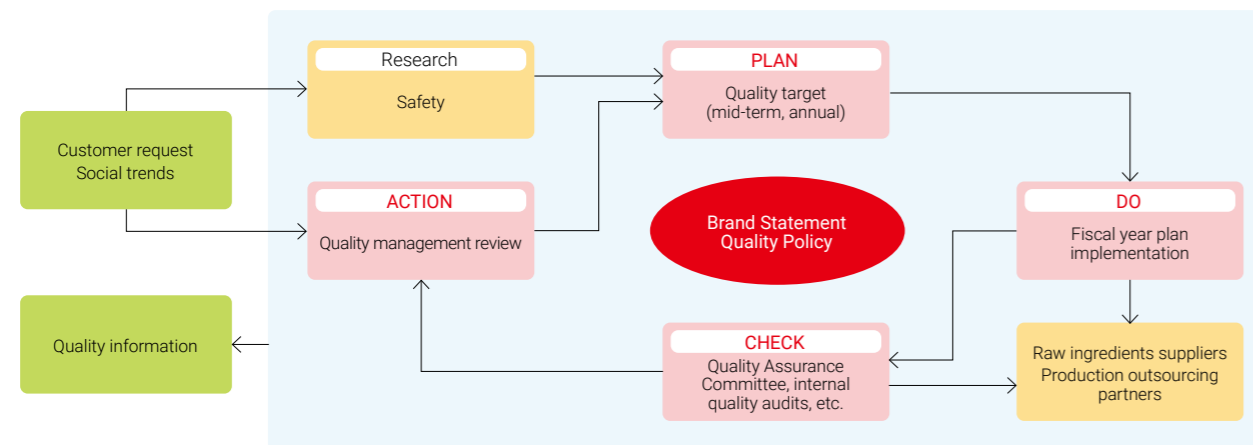 Research
Safety
PLAN
Quality target
(mid-term, annual)
Customer request
Social trends
ACTION
Quality management review
Brand Statement
Quality Policy
DO
Fiscal year plan
implementation
Quality information
CHECK
Quality Assurance
Committee, internal
quality audits, etc.
Raw ingredients suppliers
Production outsourcing
partners